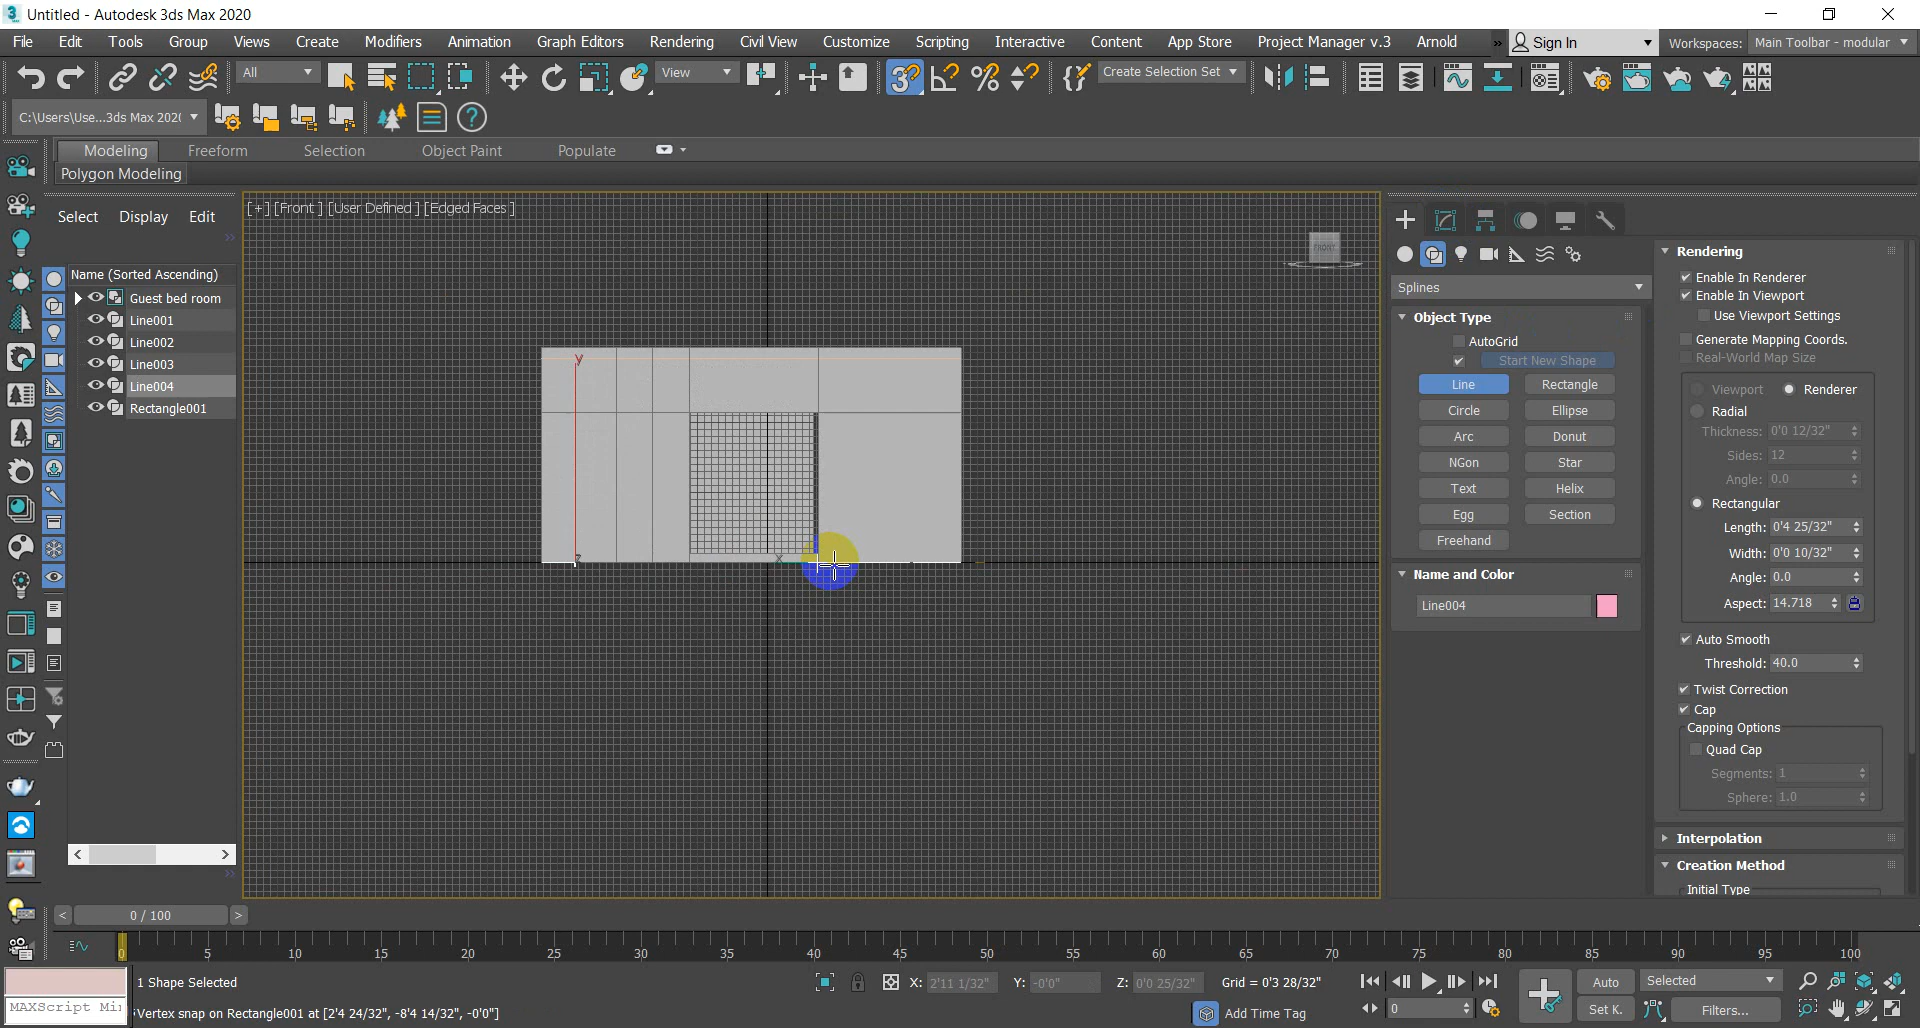 3 Untitled - Autodesk 3ds Max 2020
File Edit Tools Group Views Create Modifiers Animation Graph Editors Rendering Civil View Customize Scripting Interactive Content App Store Project Manager v.3 Arnold » Sign In Workspaces: Main Toolbar - modular
All View Create Selection Set
C:\Users\Use...3ds Max 202(
Modeling Freeform Selection Object Paint Populate
Polygon Modeling
Select Display Edit
Name (Sorted Ascending)
Guest bed room
Line001
Line002
Line003
Line004
Rectangle001
[+] [Front ] [User Defined ] [Edged Faces ]
FRONT
y
x
z
Splines
Object Type
AutoGrid
Start New Shape
Line Rectangle
Circle Ellipse
Arc Donut
NGon Star
Text Helix
Egg Section
Freehand
Name and Color
Line004
Rendering
Enable In Renderer
Enable In Viewport
Use Viewport Settings
Generate Mapping Coords.
Real-World Map Size
Viewport Renderer
Radial
Thickness: 0'0 12/32"
Sides: 12
Angle: 0.0
Rectangular
Length: 0'4 25/32"
Width: 0'0 10/32"
Angle: 0.0
Aspect: 14.718
Auto Smooth
Threshold: 40.0
Twist Correction
Cap
Capping Options
Quad Cap
Segments: 1
Sphere: 1.0
Interpolation
Creation Method
Initial Type
< 0 / 100 >
0 5 10 15 20 25 30 35 40 45 50 55 60 65 70 75 80 85 90 95 100
1 Shape Selected X: 2'11 1/32" Y: -0'0" Z: 0'0 25/32" Grid = 0'3 28/32" Auto Selected
MAXScript Mi
Vertex snap on Rectangle001 at [2'4 24/32", -8'4 14/32", -0'0"] Add Time Tag 0 Set K. Filters...